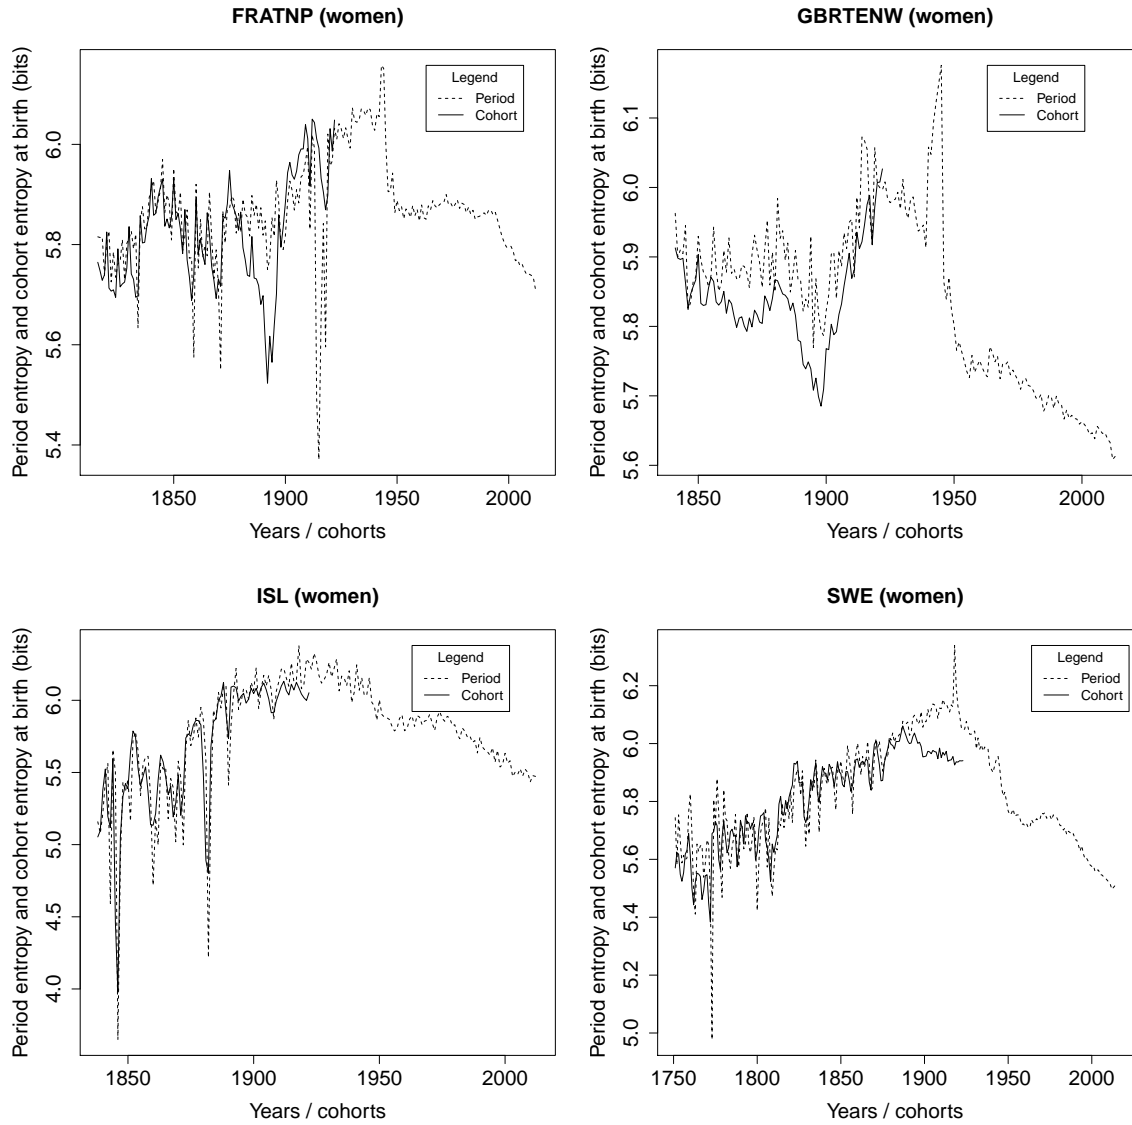 FRATNP (women)
Period entropy and cohort entropy at birth (bits)
6.0
5.8
5.6
5.4
Legend
Period
Cohort
1850 1900 1950 2000
Years / cohorts
GBRTENW (women)
Period entropy and cohort entropy at birth (bits)
6.1
6.0
5.9
5.8
5.7
5.6
Legend
Period
Cohort
1850 1900 1950 2000
Years / cohorts
ISL (women)
Period entropy and cohort entropy at birth (bits)
6.0
5.5
5.0
4.5
4.0
Legend
Period
Cohort
1850 1900 1950 2000
Years / cohorts
SWE (women)
Period entropy and cohort entropy at birth (bits)
6.2
6.0
5.8
5.6
5.4
5.2
5.0
Legend
Period
Cohort
1750 1800 1850 1900 1950 2000
Years / cohorts